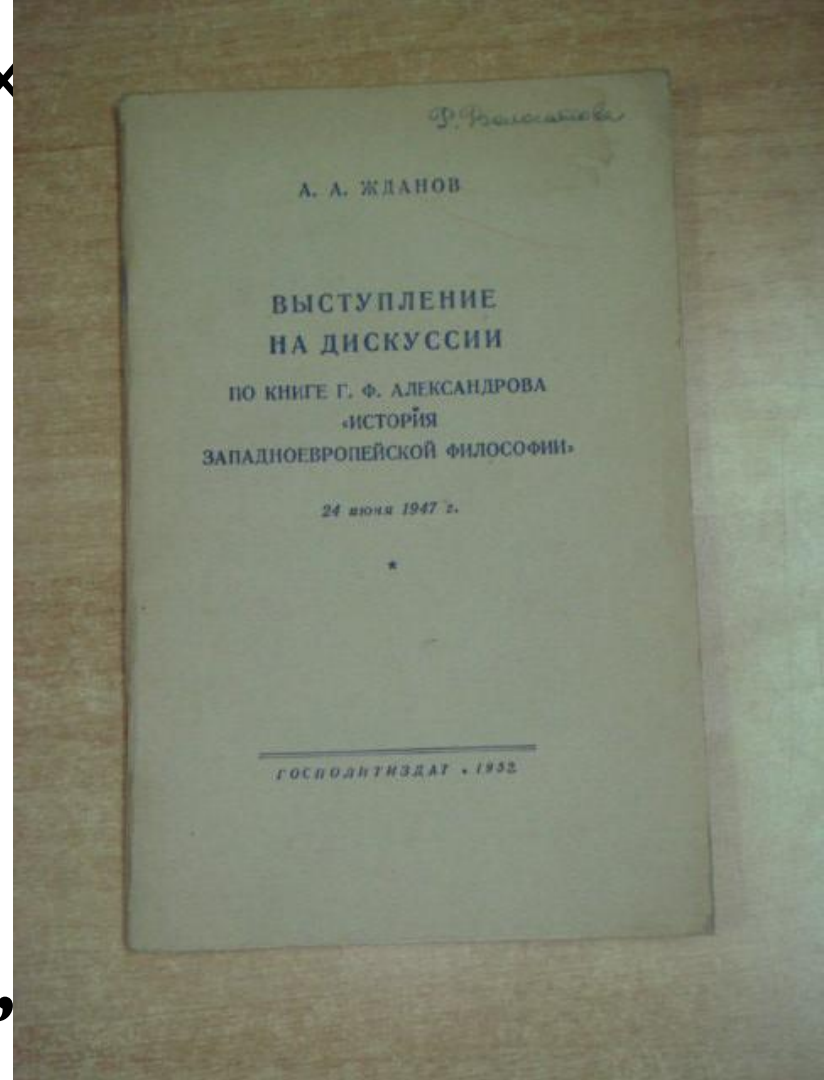 А. А. ЖДАНОВ
ВЫСТУПЛЕНИЕ
НА ДИСКУССИИ
ПО КНИГЕ Г. Ф. АЛЕКСАНДРОВА
«ИСТОРИЯ
ЗАПАДНОЕВРОПЕЙСКОЙ ФИЛОСОФИИ»
24 июня 1947 г.
ГОСПОЛИТИЗДАТ • 1952